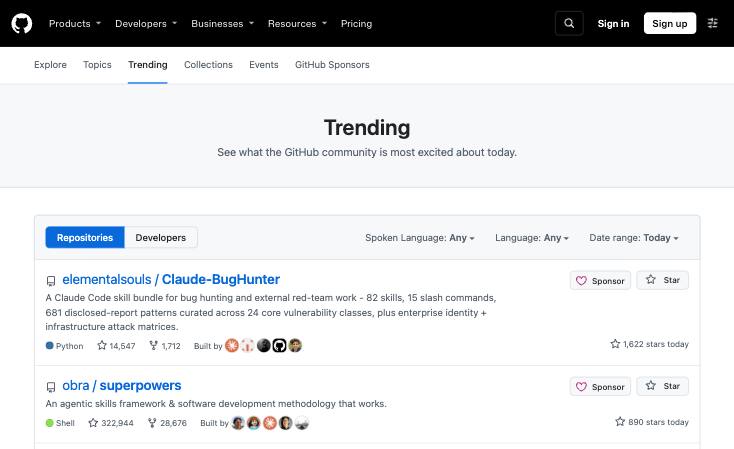 Products Developers Businesses Resources Pricing Sign in Sign up
Explore Topics Trending Collections Events GitHub Sponsors
Trending
See what the GitHub community is most excited about today.
Repositories Developers Spoken Language: Any Language: Any Date range: Today
elementalsouls / Claude-BugHunter Sponsor Star
A Claude Code skill bundle for bug hunting and external red-team work - 82 skills, 15 slash commands,
681 disclosed-report patterns curated across 24 core vulnerability classes, plus enterprise identity +
infrastructure attack matrices.
Python 14,547 1,712 Built by 1,622 stars today
obra / superpowers Sponsor Star
An agentic skills framework & software development methodology that works.
Shell 322,944 28,676 Built by 890 stars today